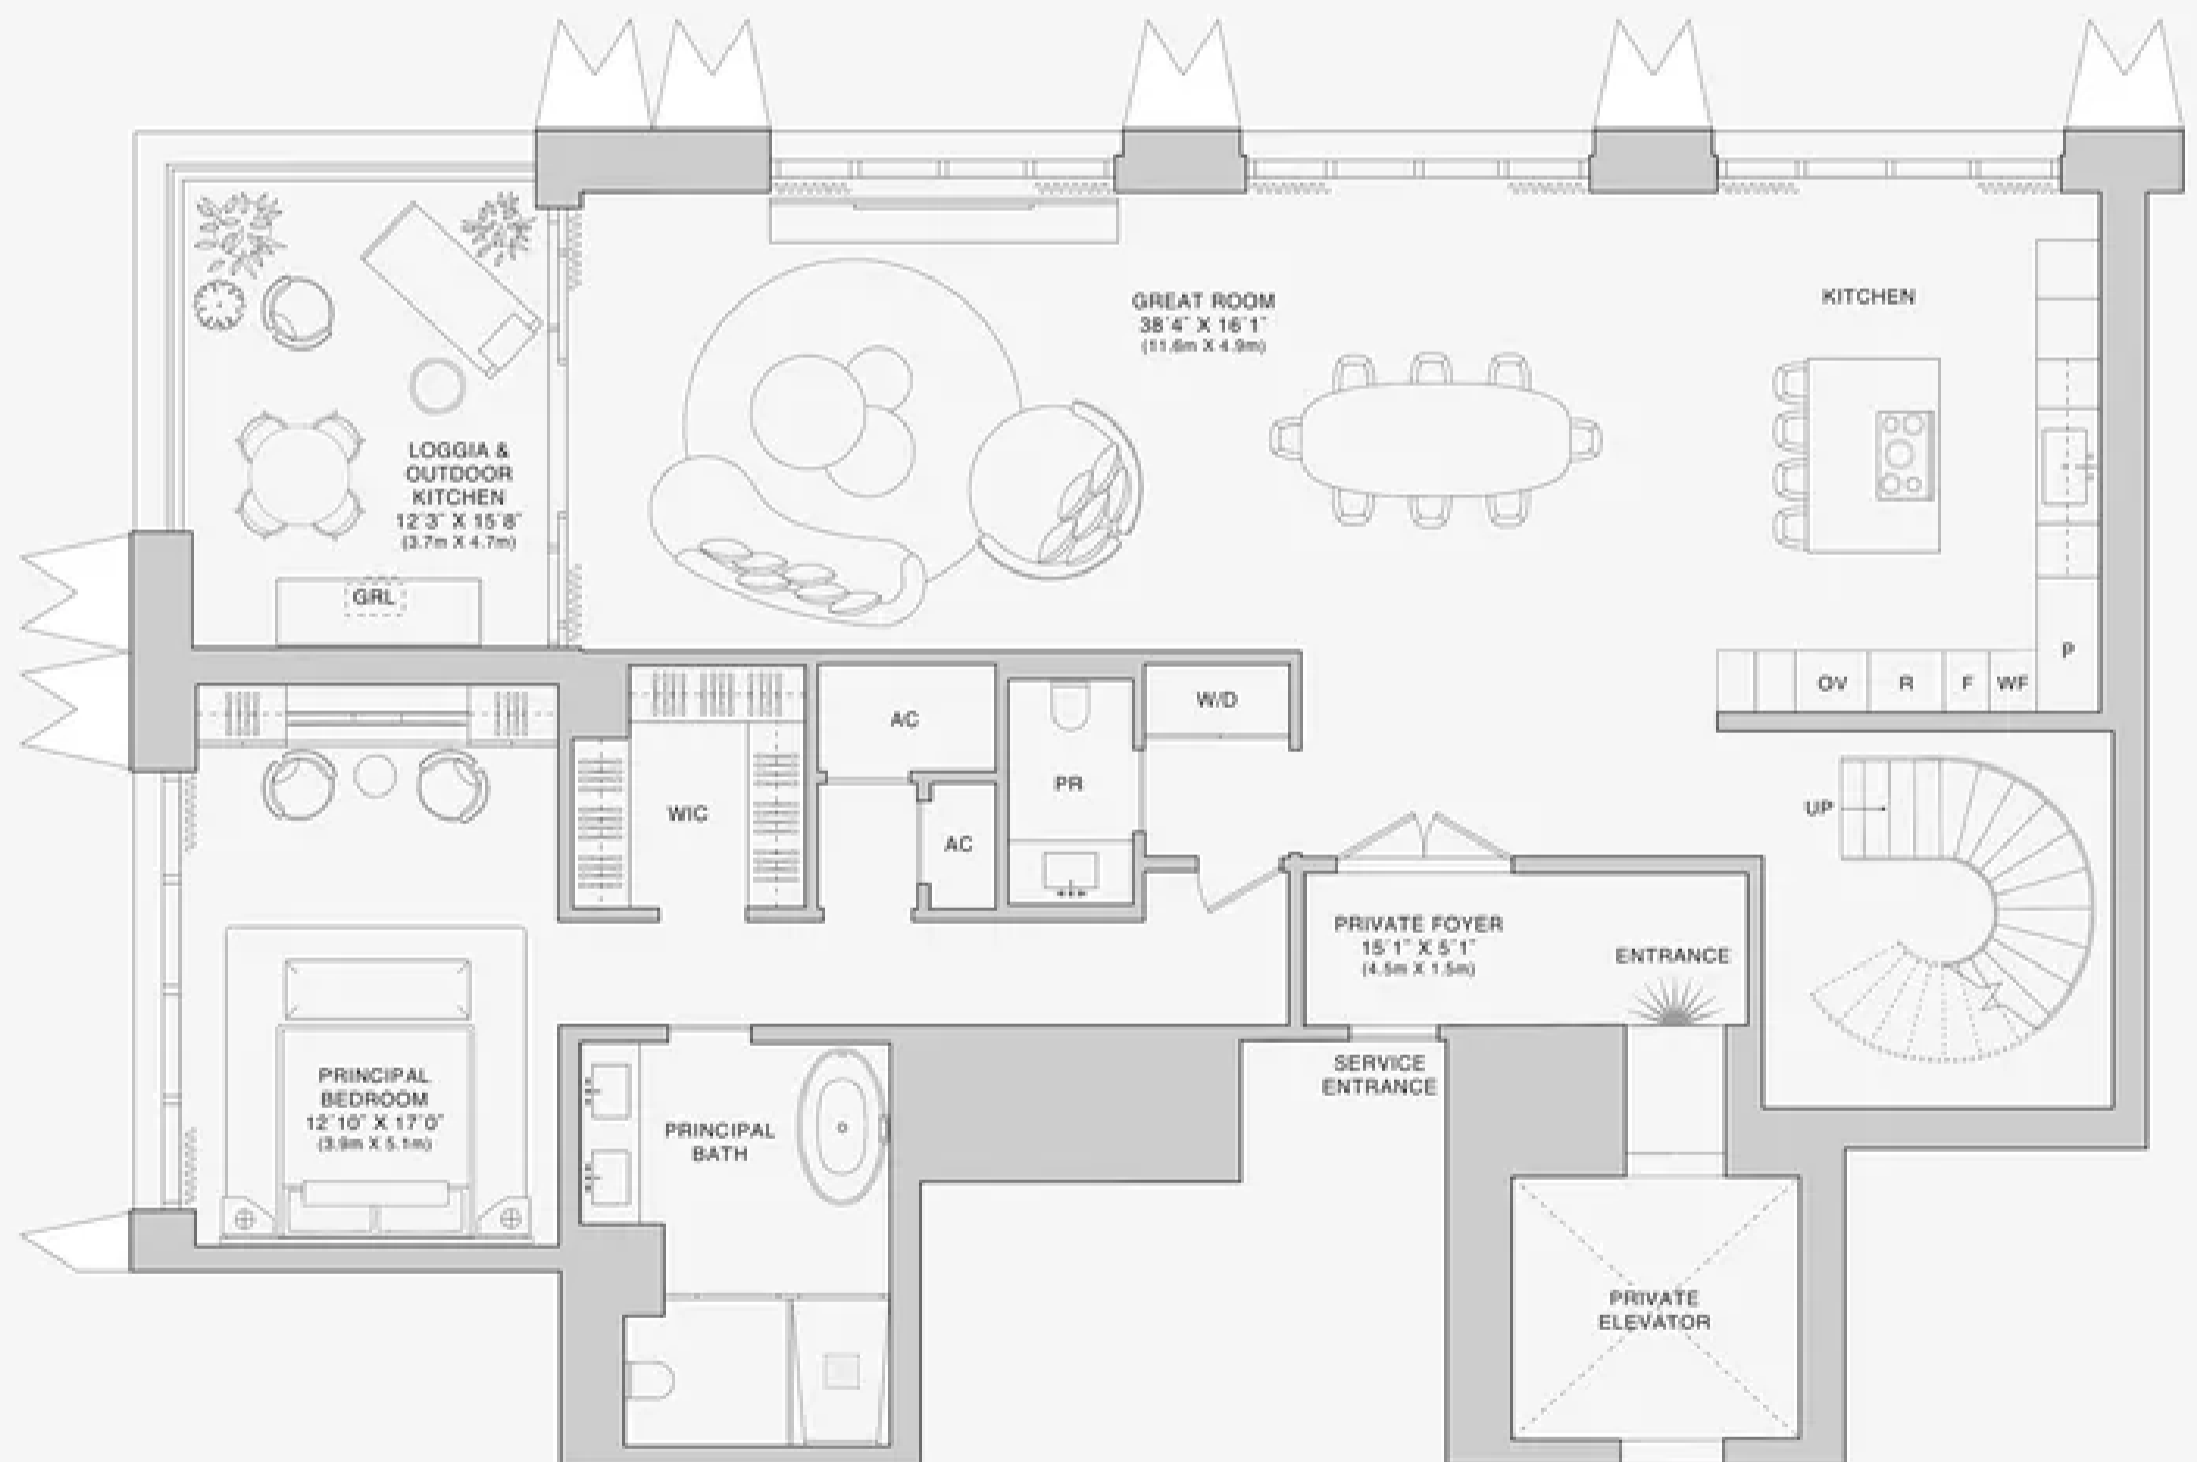 GREAT ROOM
38'4" X 16'1"
(11.6m X 4.9m)
KITCHEN
LOGGIA &
OUTDOOR
KITCHEN
12'3" X 15'8"
(3.7m X 4.7m)
GRL
OV
R
F
WF
P
W/D
AC
AC
PR
WIC
UP
PRIVATE FOYER
15'1" X 5'1"
(4.5m X 1.5m)
ENTRANCE
SERVICE
ENTRANCE
PRINCIPAL
BEDROOM
12'10" X 17'0"
(3.9m X 5.1m)
PRINCIPAL
BATH
PRIVATE
ELEVATOR